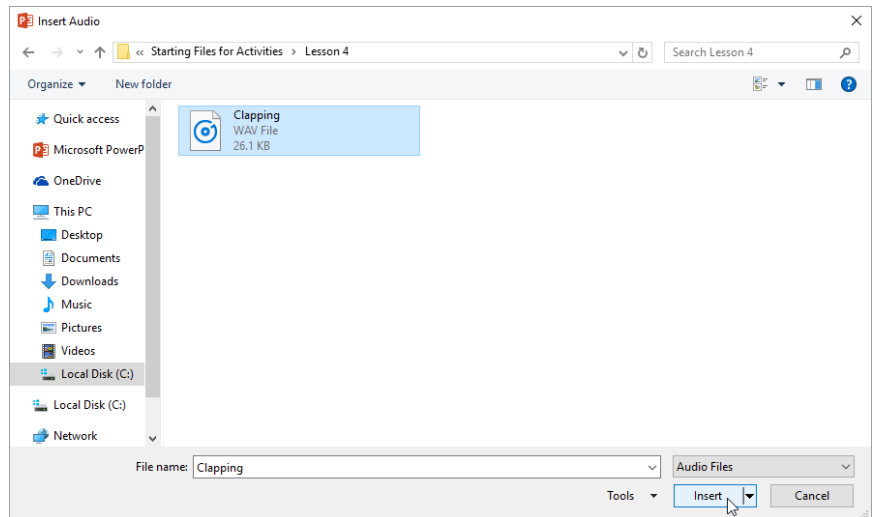 Insert Audio
« Starting Files for Activities > Lesson 4
Search Lesson 4
Organize
New folder
Quick access
Microsoft PowerP
OneDrive
This PC
Desktop
Documents
Downloads
Music
Pictures
Videos
Local Disk (C:)
Local Disk (C:)
Network
Clapping
WAV File
26.1 KB
File name: Clapping
Audio Files
Tools
Insert
Cancel